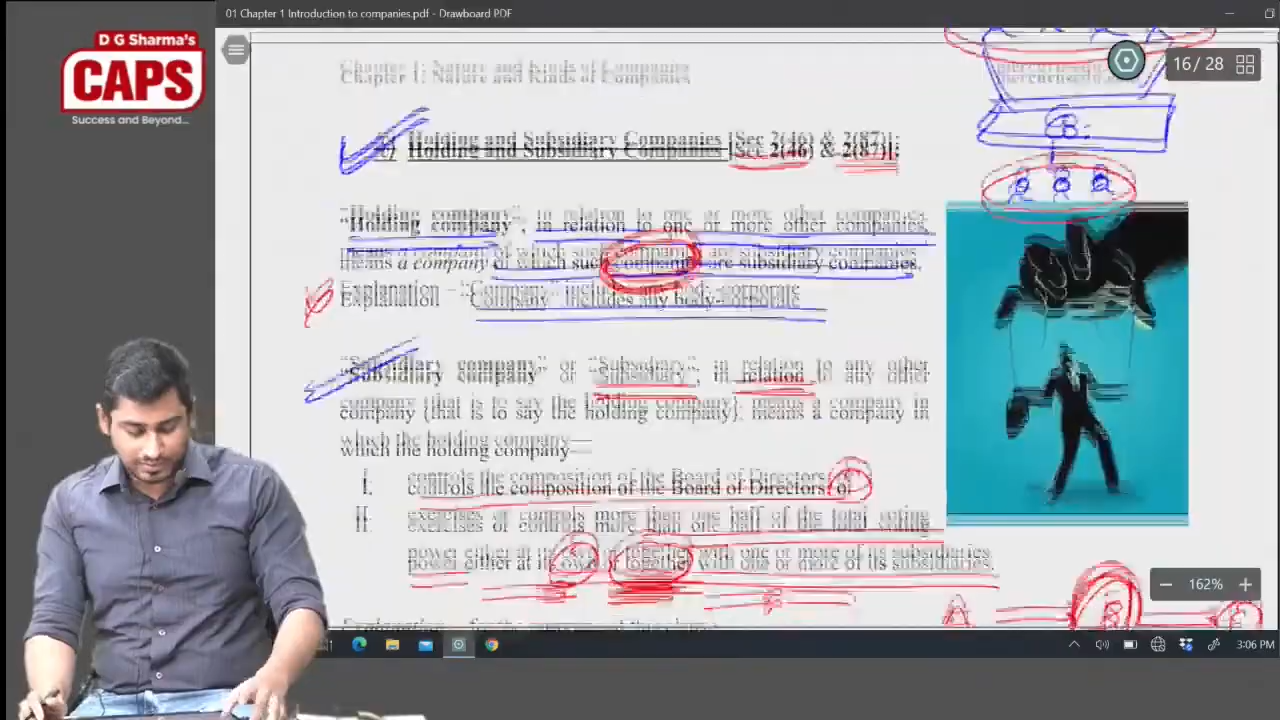 01 Chapter 1 Introduction to companies.pdf - Drawboard PDF
D G Sharma's
CAPS
Success and Beyond...
16 / 28
Chapter 1: Nature and Kinds of Companies
Holding and Subsidiary Companies [Sec 2(46) & 2(87)]:
"Holding company", in relation to one or more other companies,
means a company of which such companies are subsidiary companies.
Explanation – "Company" includes any body-corporate
"Subsidiary company" or "Subsidiary", in relation to any other
company (that is to say the holding company), means a company in
which the holding company—
I. controls the composition of the Board of Directors; or
II. exercises or controls more than one half of the total voting
power either at its own or together with one or more of its subsidiaries.
B
162%
3:06 PM